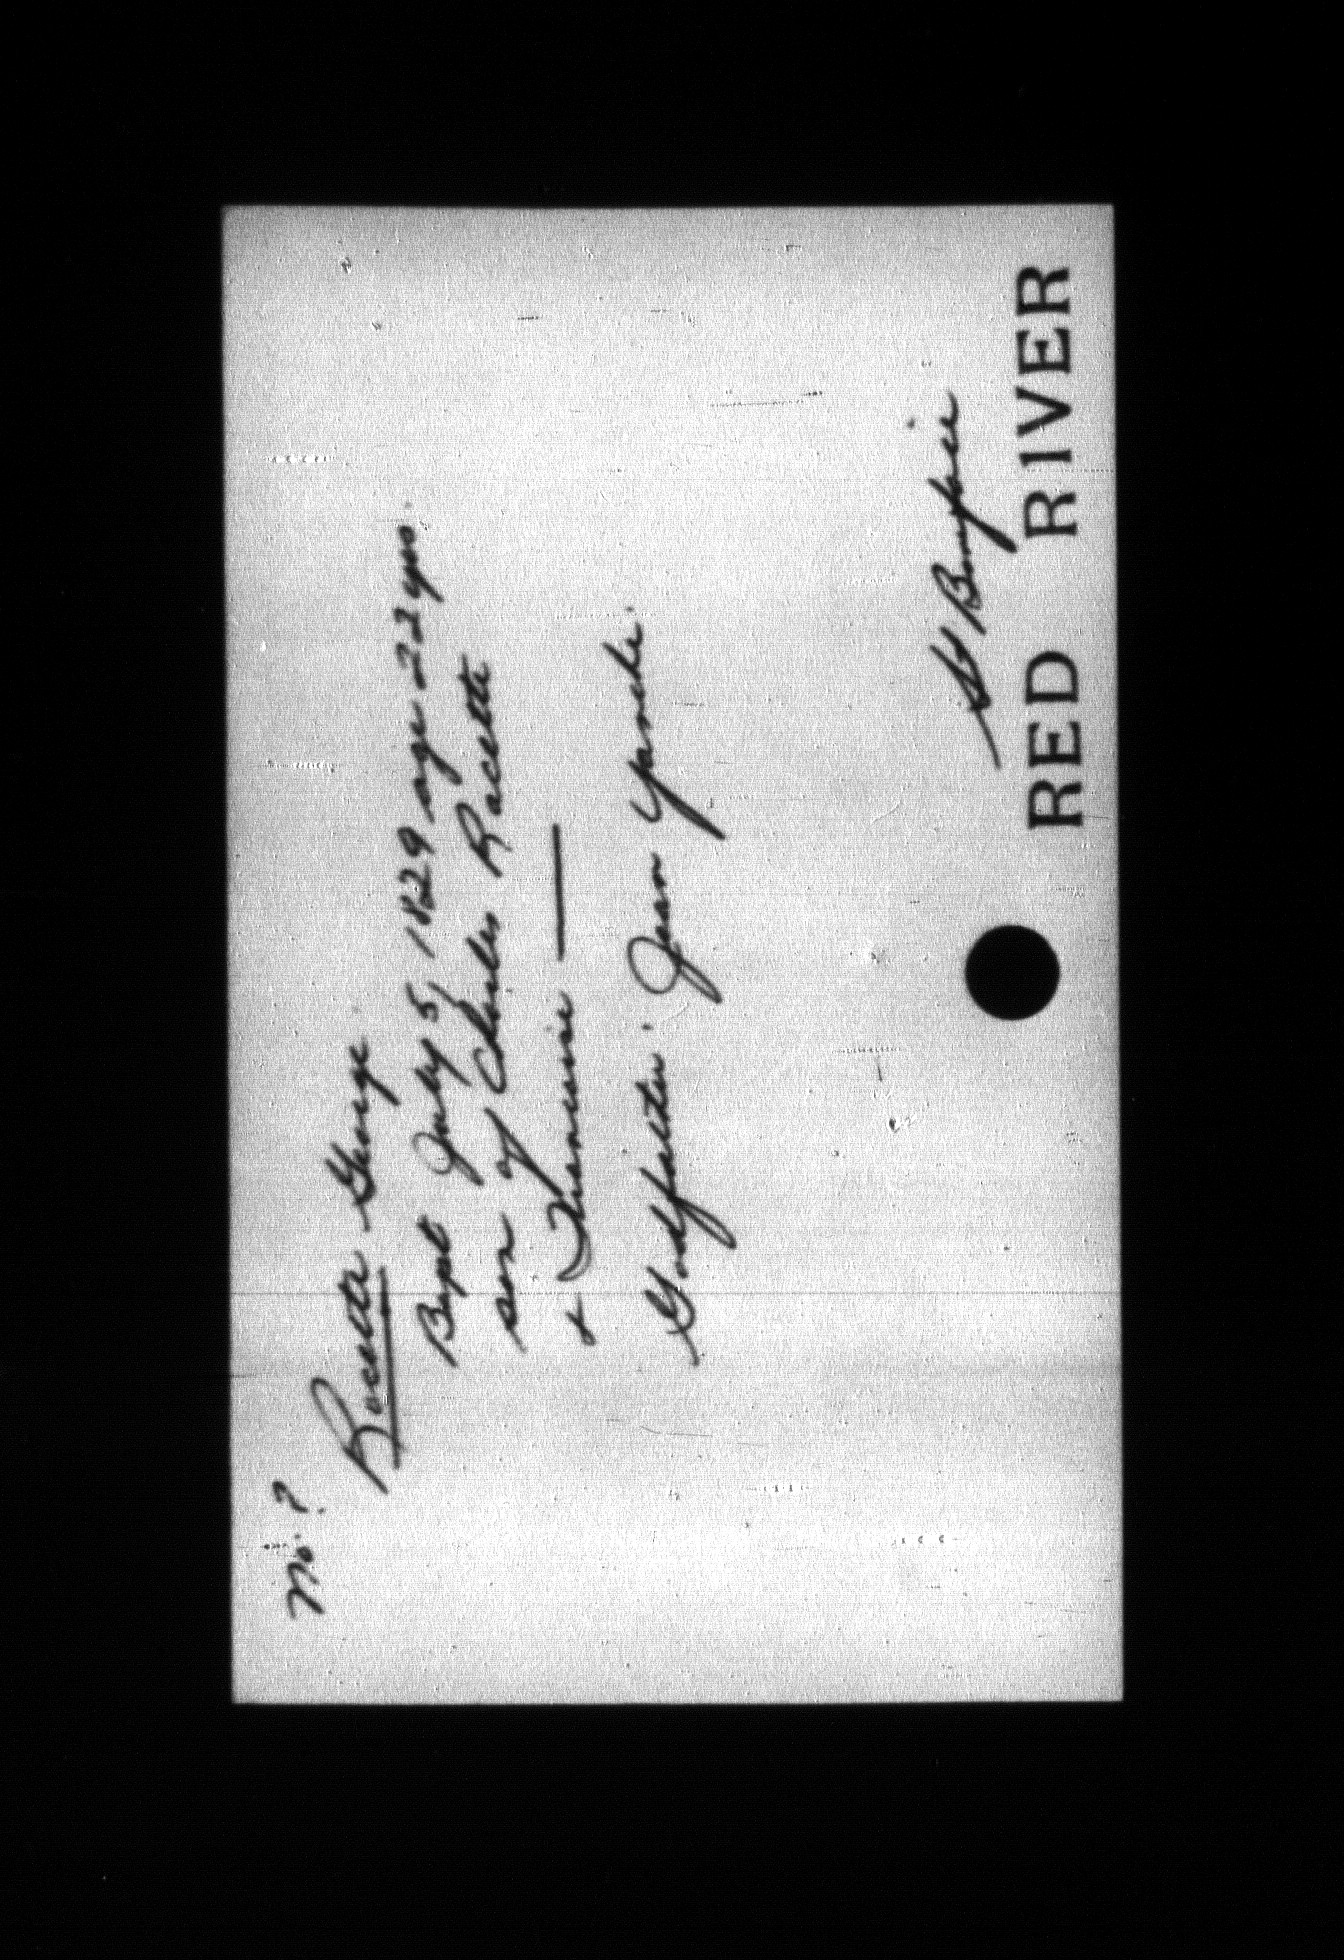 No. ?
Racette George
Bapt July 5, 1829 age 22 yrs.
son of Charles Racette
& Francoise ——
Godfather. Jean Yanske.
St Boniface
RED RIVER